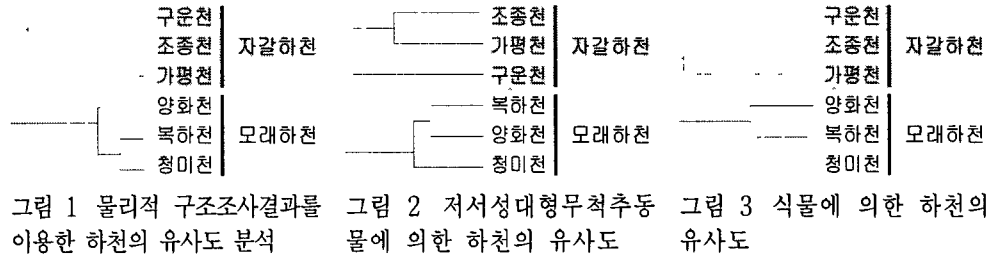 구운천
조종천
가평천
자갈하천
양화천
복하천
청미천
모래하천
그림 1 물리적 구조조사결과를
이용한 하천의 유사도 분석
조종천
가평천
구운천
자갈하천
복하천
양화천
청미천
모래하천
그림 2 저서성대형무척추동
물에 의한 하천의 유사도
구운천
조종천
가평천
자갈하천
양화천
복하천
청미천
모래하천
그림 3 식물에 의한 하천의
유사도